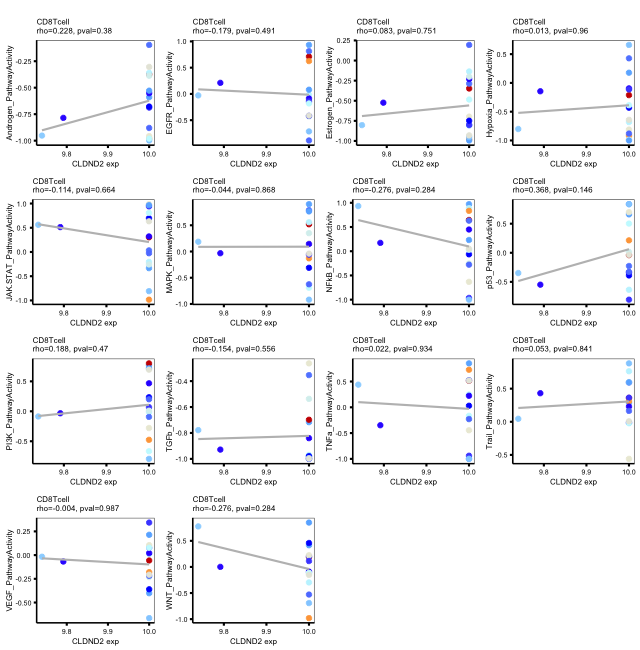 CD8Tcell
rho=0.228, pval=0.38
Androgen_PathwayActivity
-0.25
-0.50
-0.75
-1.00
9.8 9.9 10.0
CLDND2 exp
CD8Tcell
rho=-0.179, pval=0.491
EGFR_PathwayActivity
1.0
0.5
0.0
-0.5
9.8 9.9 10.0
CLDND2 exp
CD8Tcell
rho=0.083, pval=0.751
Estrogen_PathwayActivity
0.25
0.00
-0.25
-0.50
-0.75
-1.00
9.8 9.9 10.0
CLDND2 exp
CD8Tcell
rho=0.013, pval=0.96
Hypoxia_PathwayActivity
0.5
0.0
-0.5
-1.0
9.8 9.9 10.0
CLDND2 exp
CD8Tcell
rho=-0.114, pval=0.664
JAK.STAT_PathwayActivity
1.0
0.5
0.0
-0.5
-1.0
9.8 9.9 10.0
CLDND2 exp
CD8Tcell
rho=-0.044, pval=0.868
MAPK_PathwayActivity
1.0
0.5
0.0
-0.5
-1.0
9.8 9.9 10.0
CLDND2 exp
CD8Tcell
rho=-0.276, pval=0.284
NFkB_PathwayActivity
1.0
0.5
0.0
-0.5
-1.0
9.8 9.9 10.0
CLDND2 exp
CD8Tcell
rho=0.368, pval=0.146
p53_PathwayActivity
0.5
0.0
-0.5
9.8 9.9 10.0
CLDND2 exp
CD8Tcell
rho=0.188, pval=0.47
PI3K_PathwayActivity
0.5
0.0
-0.5
9.8 9.9 10.0
CLDND2 exp
CD8Tcell
rho=-0.154, pval=0.556
TGFb_PathwayActivity
-0.4
-0.6
-0.8
-1.0
9.8 9.9 10.0
CLDND2 exp
CD8Tcell
rho=0.022, pval=0.934
TNFa_PathwayActivity
0.5
0.0
-0.5
-1.0
9.8 9.9 10.0
CLDND2 exp
CD8Tcell
rho=0.053, pval=0.841
Trail_PathwayActivity
0.5
0.0
-0.5
9.8 9.9 10.0
CLDND2 exp
CD8Tcell
rho=-0.004, pval=0.987
VEGF_PathwayActivity
0.25
0.00
-0.25
-0.50
9.8 9.9 10.0
CLDND2 exp
CD8Tcell
rho=-0.276, pval=0.284
WNT_PathwayActivity
0.5
0.0
-0.5
-1.0
9.8 9.9 10.0
CLDND2 exp